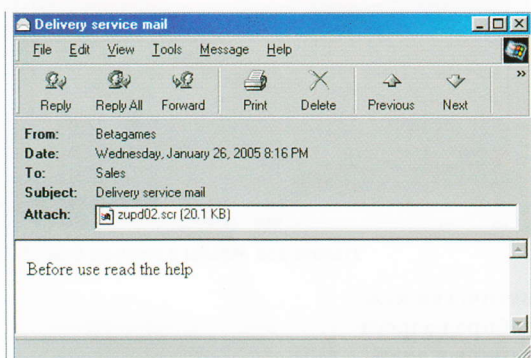 Delivery service mail
File Edit View Tools Message Help
Reply Reply All Forward Print Delete Previous Next »
From: Betagames
Date: Wednesday, January 26, 2005 8:16 PM
To: Sales
Subject: Delivery service mail
Attach: zupd02.scr (20.1 KB)
Before use read the help